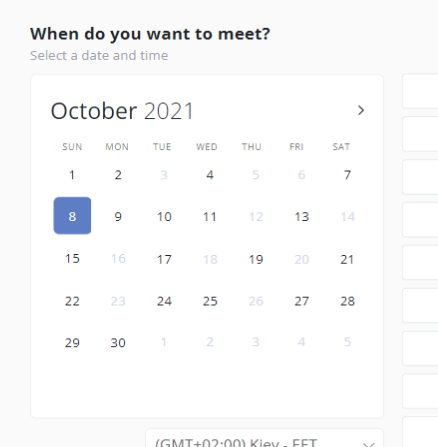 When do you want to meet?
Select a date and time
October 2021
SUN MON TUE WED THU FRI SAT
1 2 3 4 5 6 7
8 9 10 11 12 13 14
15 16 17 18 19 20 21
22 23 24 25 26 27 28
29 30 1 2 3 4 5
(GMT+02:00) Kiev - EET